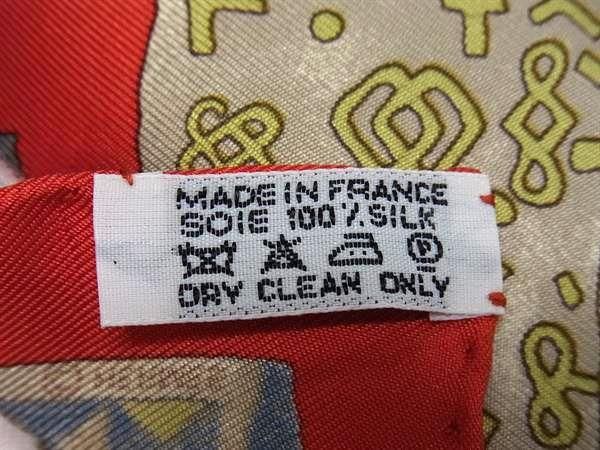 MADE IN FRANCE
SOIE 100% SILK
P
DRY CLEAN ONLY